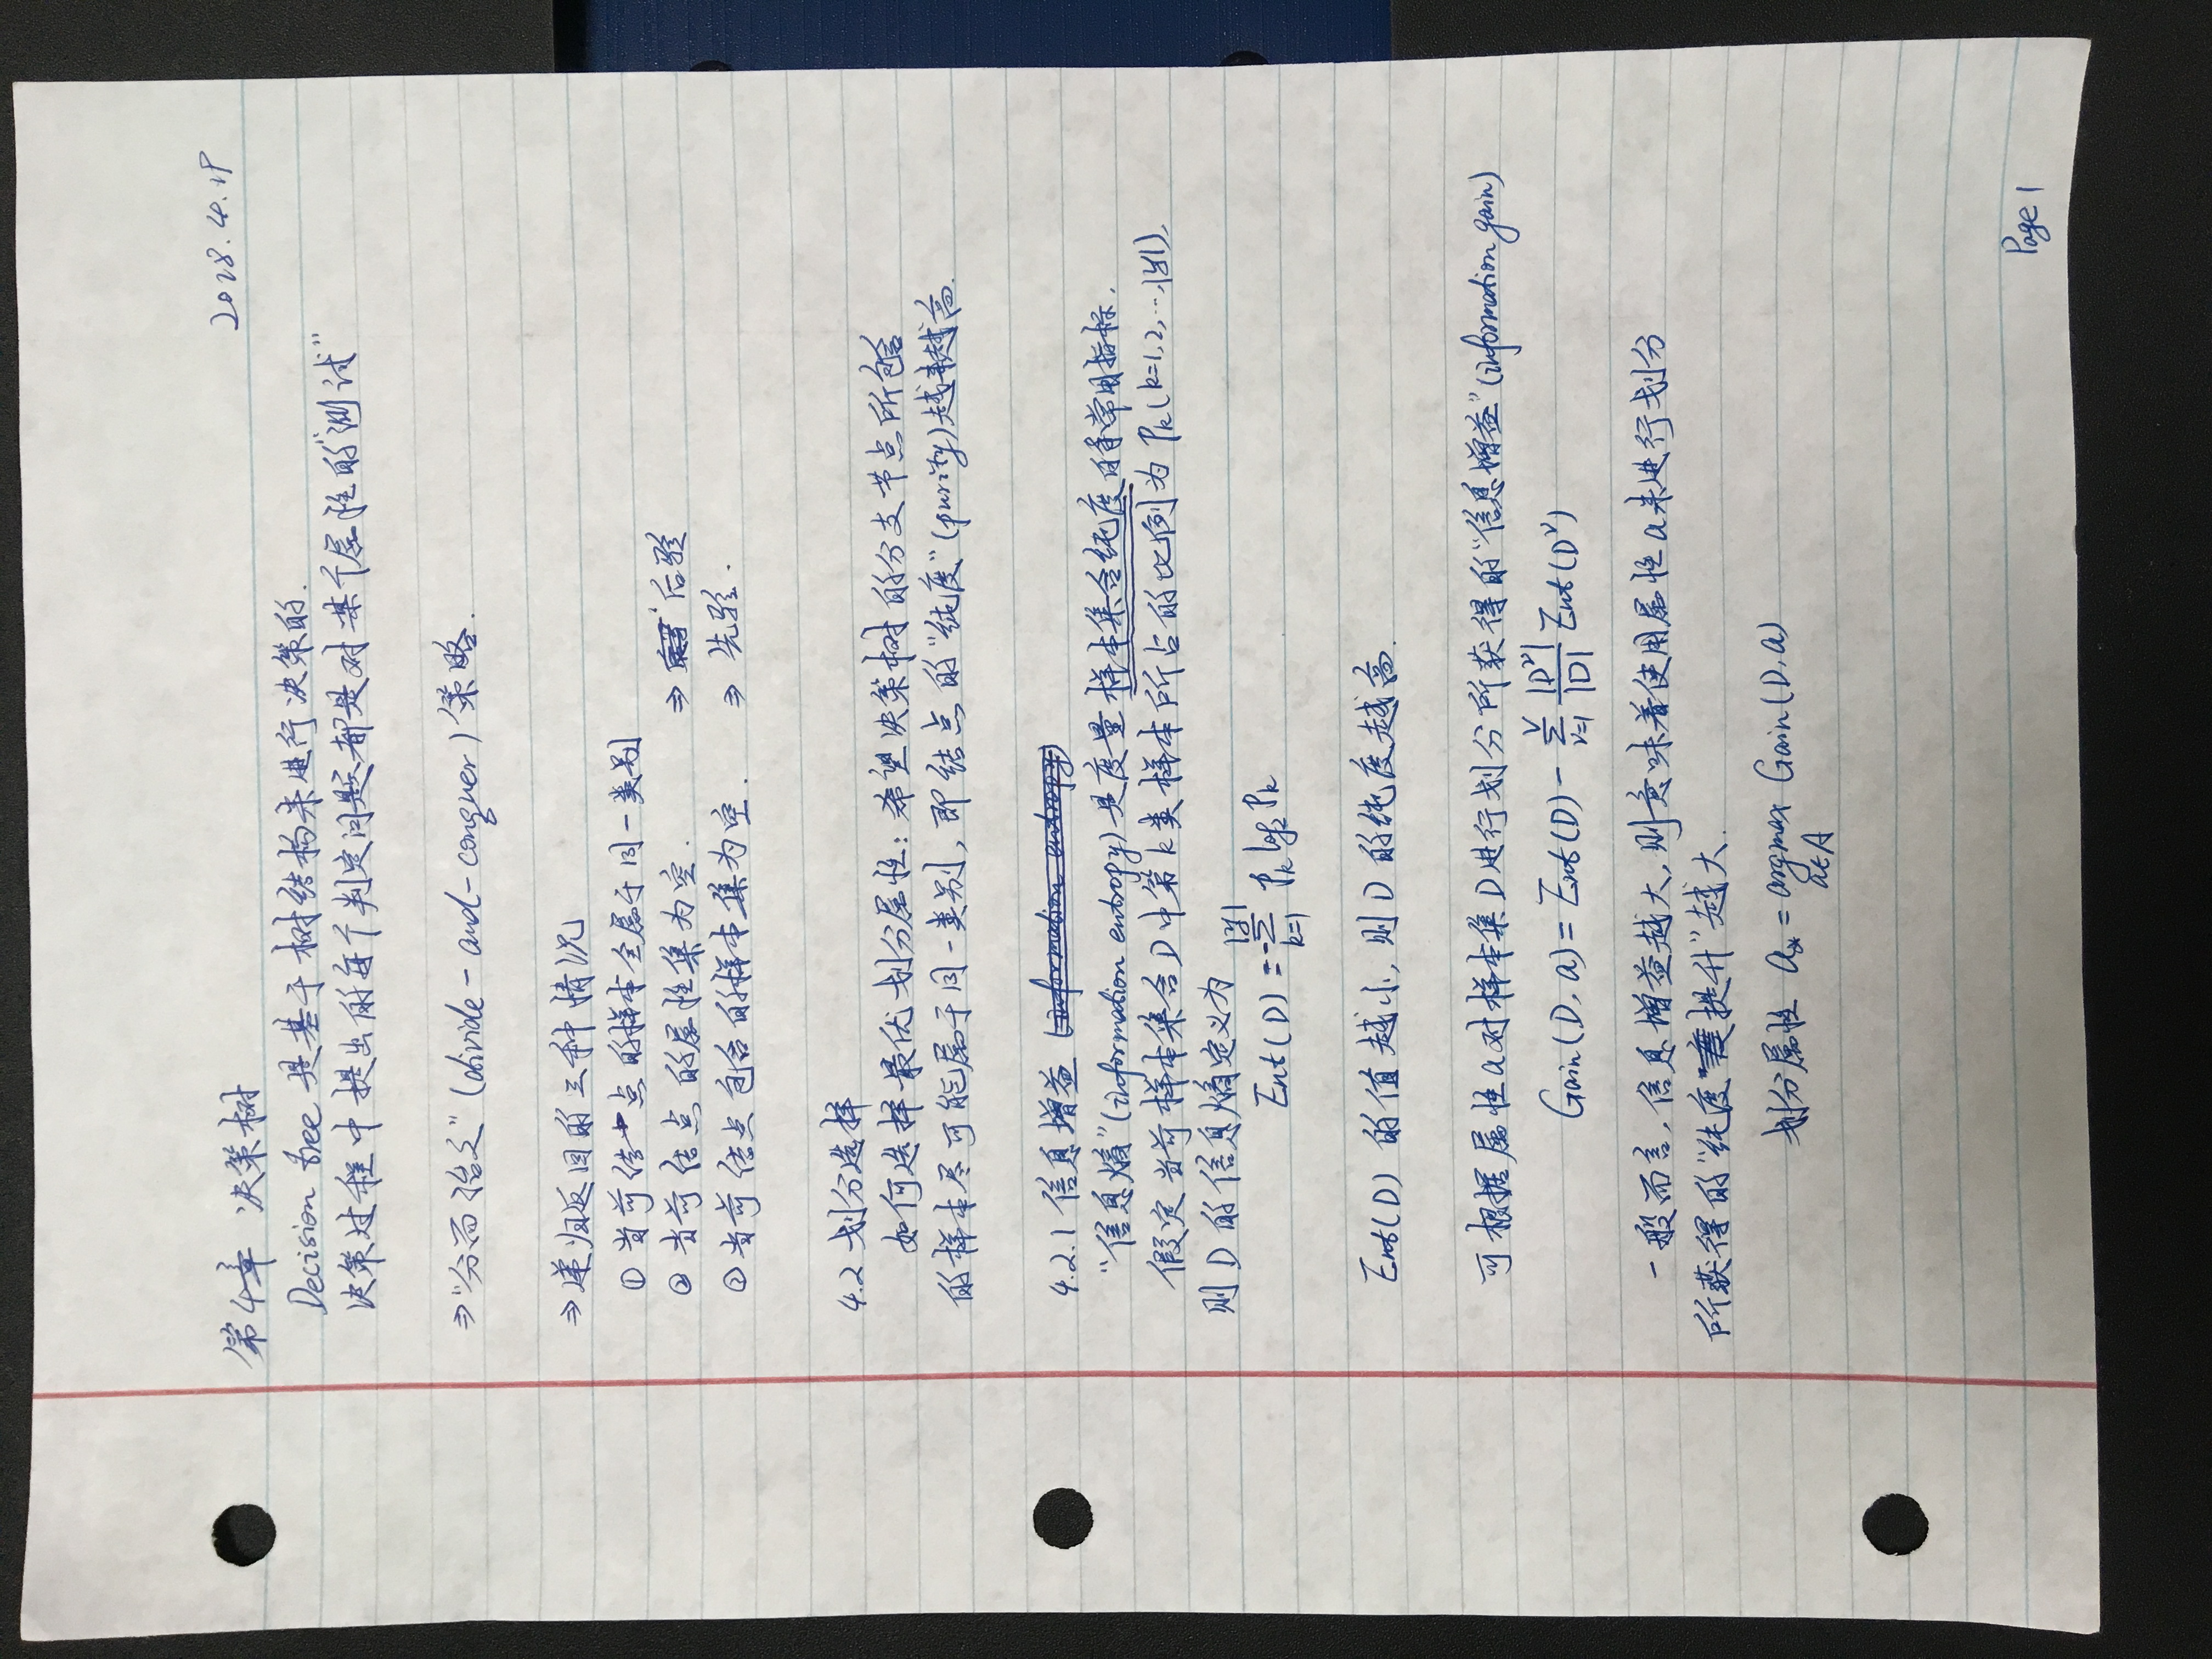 2018.4.19
第4章 决策树
Decision tree 是基于树结构来进行决策的.
决策过程中提出的每个判定问题都是对某个属性的“测试”
⇒“分而治之” (divide-and-conquer) 策略.
⇒ 递归返回的三种情况
① 当前结点的样本全属于同一类别
② 当前结点的属性集为空. ⇒ 后验
③ 当前结点包含的样本集为空. ⇒ 先验.
4.2 划分选择
如何选择最优划分属性: 希望决策树的分支节点所包含
的样本尽可能属于同一类别, 即结点的“纯度” (purity) 越来越高.
4.2.1 信息增益 (information entropy)
“信息熵” (information entropy) 是度量样本集合纯度的常用指标.
假定当前样本集合D中第k类样本所占的比例为 Pk (k=1,2,…,|y|),
则D的信息熵定义为
Ent(D) = -∑_{k=1}^{|y|} Pk log₂ Pk
Ent(D) 的值越小, 则D的纯度越高.
可根据属性a对样本集D进行划分所获得的“信息增益” (information gain)
Gain(D, a) = Ent(D) - ∑_{v=1}^{V} |D^v|/|D| Ent(D^v)
一般而言, 信息增益越大, 则意味着使用属性a来进行划分
所获得的“纯度提升”越大.
划分属性 a* = argmax Gain(D, a)
a∈A
Page 1